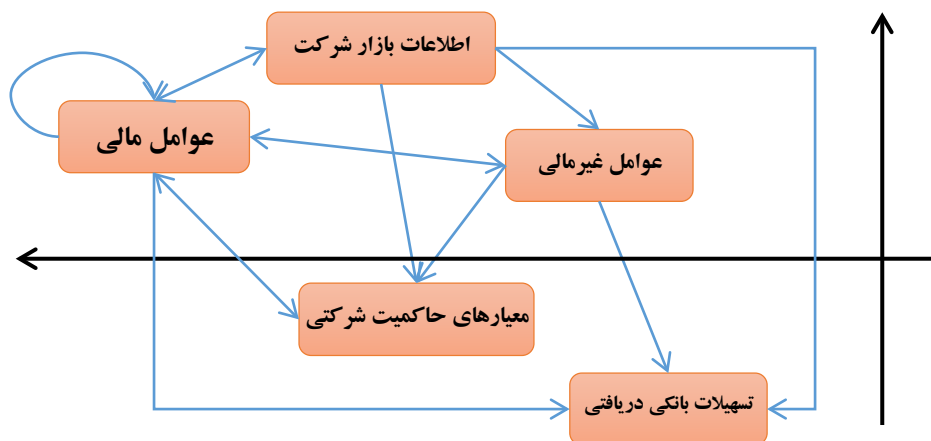 اطلاعات بازار شرکت
عوامل مالی
عوامل غیرمالی
معیارهای حاکمیت شرکتی
تسهیلات بانکی دریافتی